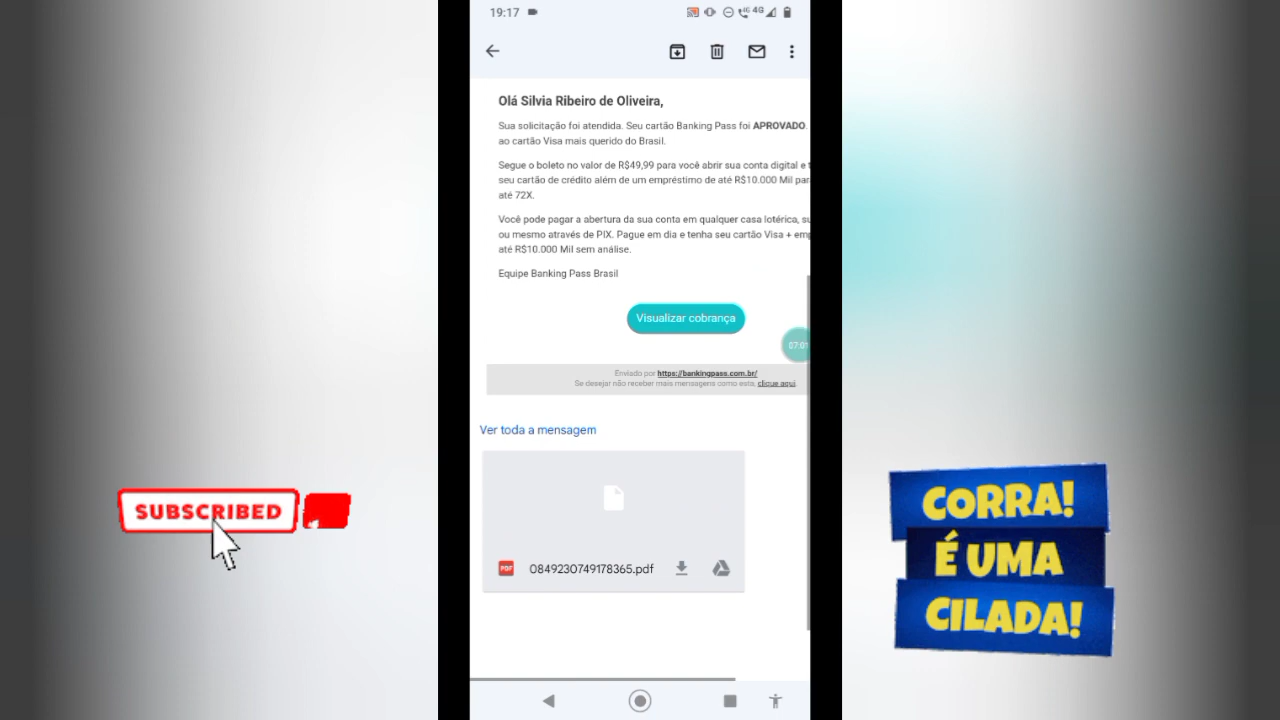 19:17
4G 4G
Olá Silvia Ribeiro de Oliveira,
Sua solicitação foi atendida. Seu cartão Banking Pass foi APROVADO.
ao cartão Visa mais querido do Brasil.
Segue o boleto no valor de R$49,99 para você abrir sua conta digital e t
seu cartão de crédito além de um empréstimo de até R$10.000 Mil par
até 72X.
Você pode pagar a abertura da sua conta em qualquer casa lotérica, su
ou mesmo através de PIX. Pague em dia e tenha seu cartão Visa + emp
até R$10.000 Mil sem análise.
Equipe Banking Pass Brasil
Visualizar cobrança
07:01
Enviado por https://bankingpass.com.br/
Se desejar não receber mais mensagens como esta, clique aqui.
Ver toda a mensagem
PDF 0849230749178365.pdf
SUBSCRIBED
CORRA!
É UMA
CILADA!